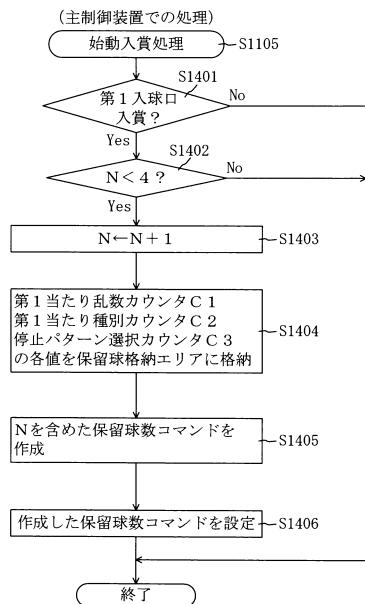 (主制御装置での処理)
始動入賞処理
S1105
S1401
第1入球口
入賞?
No
Yes
S1402
N<4?
No
Yes
N←N+1
S1403
第1当たり乱数カウンタC1
第1当たり種別カウンタC2
停止パターン選択カウンタC3
の各値を保留球格納エリアに格納
S1404
Nを含めた保留球数コマンドを
作成
S1405
作成した保留球数コマンドを設定
S1406
終了